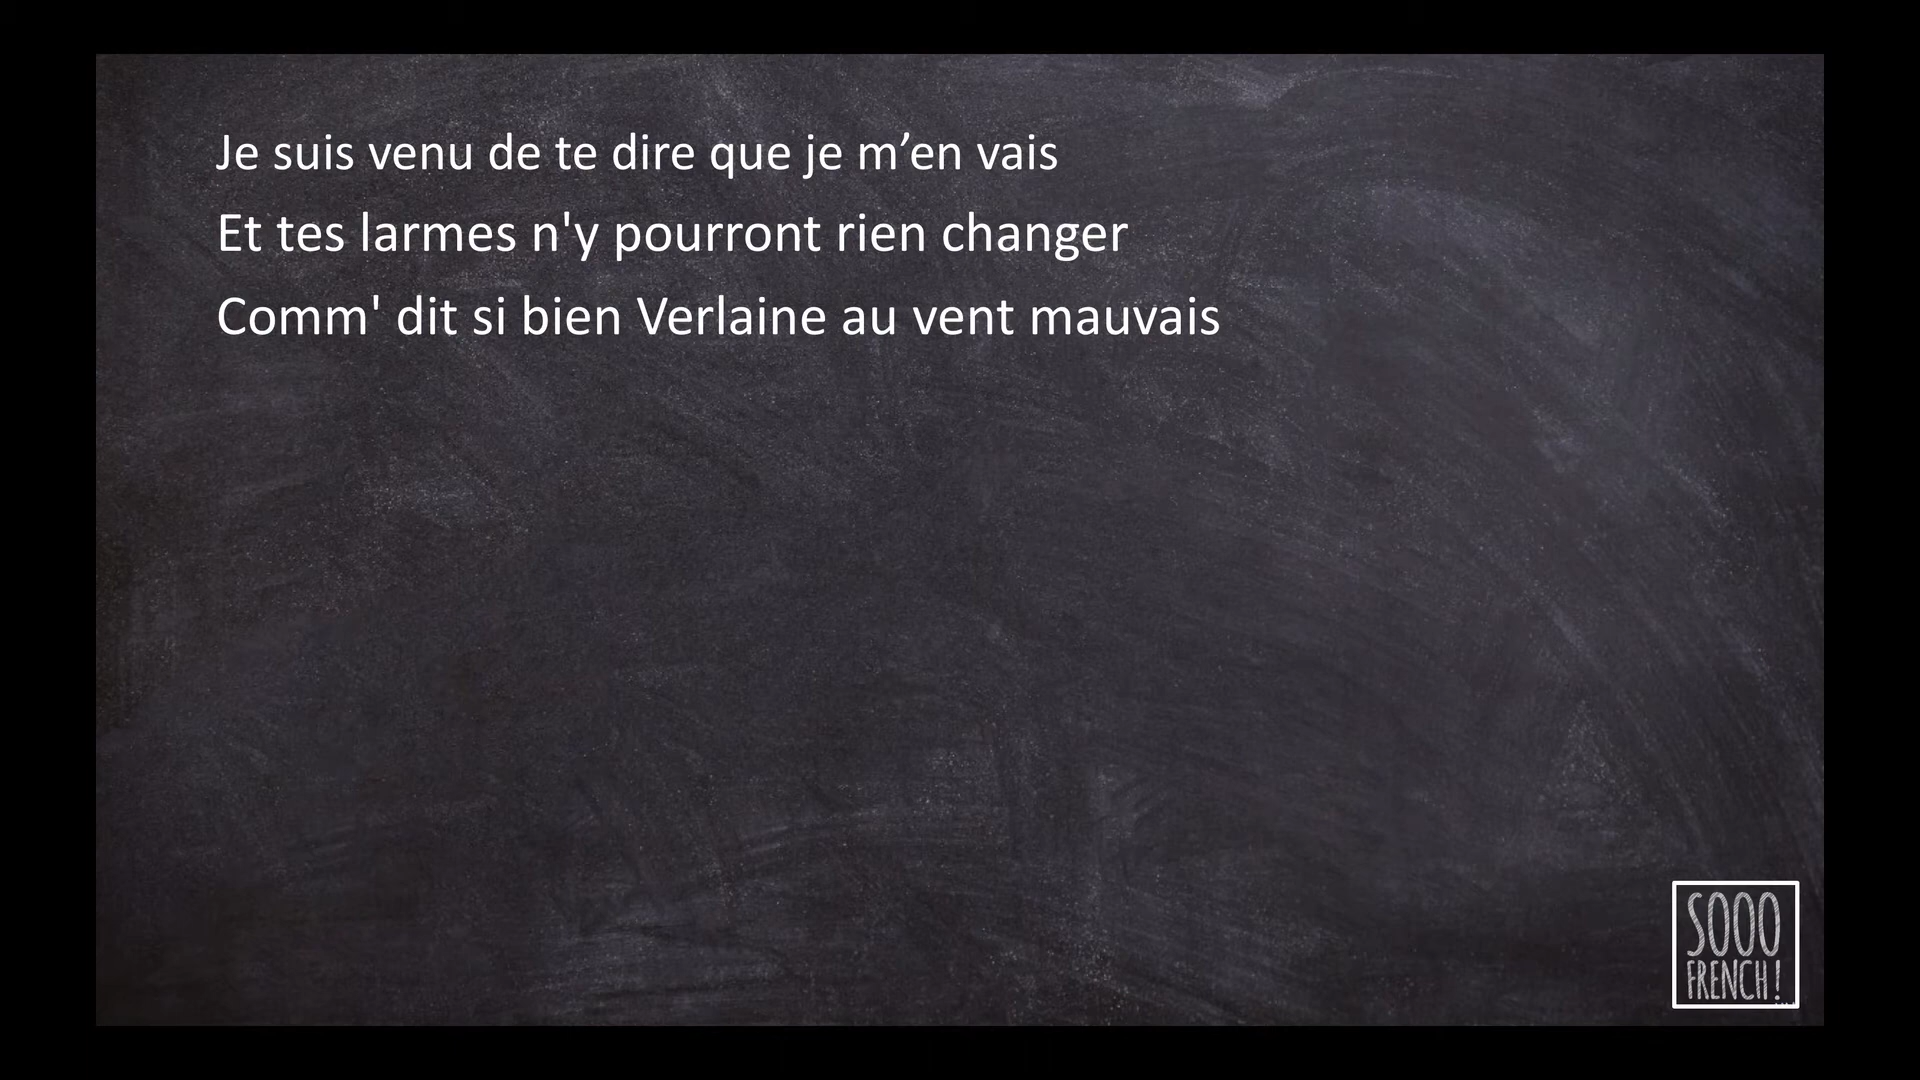 Je suis venu de te dire que je m’en vais
Et tes larmes n'y pourront rien changer
Comm' dit si bien Verlaine au vent mauvais
SOOO
FRENCH!